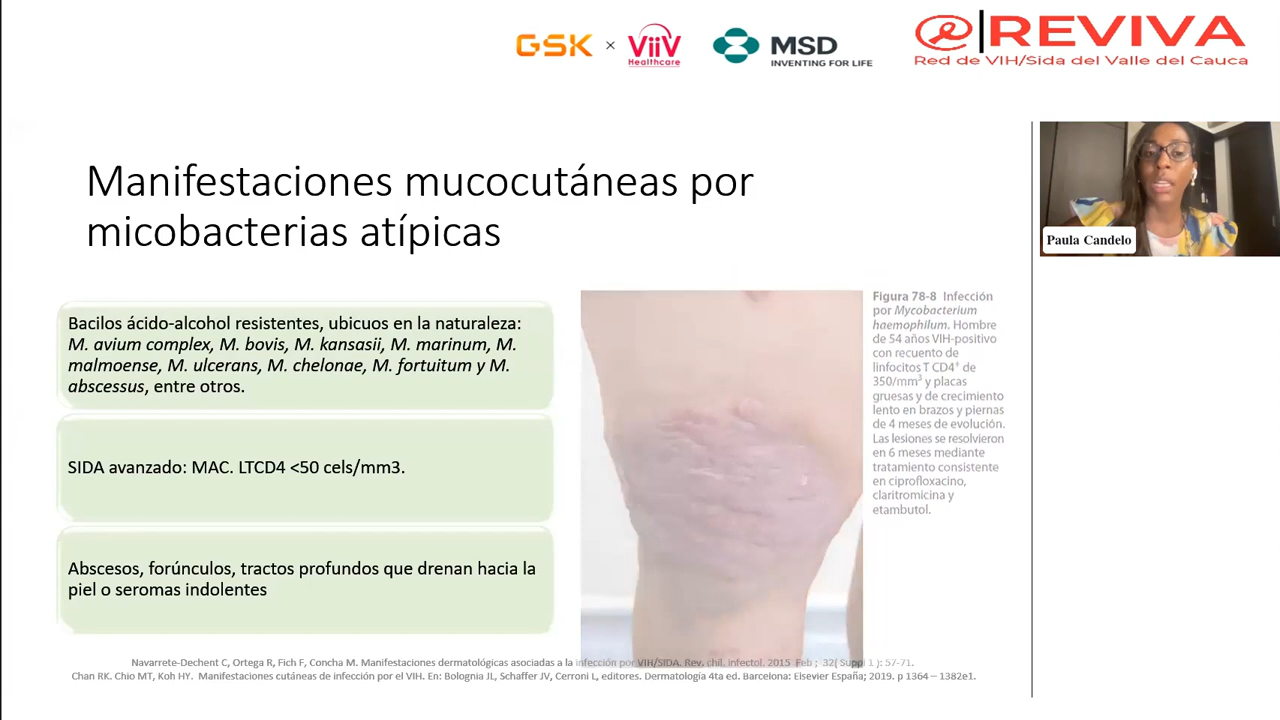 GSK × ViiV Healthcare
MSD
INVENTING FOR LIFE
REVIVA
Red de VIH/Sida del Valle del Cauca
Manifestaciones mucocutáneas por
micobacterias atípicas
Paula Candelo
Bacilos ácido-alcohol resistentes, ubicuos en la naturaleza:
M. avium complex, M. bovis, M. kansasii, M. marinum, M.
malmoense, M. ulcerans, M. chelonae, M. fortuitum y M.
abscessus, entre otros.
SIDA avanzado: MAC. LTCD4 <50 cels/mm3.
Abscesos, forúnculos, tractos profundos que drenan hacia la
piel o seromas indolentes
Figura 78-8 Infección
por Mycobacterium
haemophilum. Hombre
de 54 años VIH-positivo
con recuento de
linfocitos T CD4⁺ de
350/mm³ y placas
gruesas y de crecimiento
lento en brazos y piernas
de 4 meses de evolución.
Las lesiones se resolvieron
en 6 meses mediante
tratamiento consistente
en ciprofloxacino,
claritromicina y
etambutol.
Navarrete-Dechent C, Ortega R, Fich F, Concha M. Manifestaciones dermatológicas asociadas a la infección por VIH/SIDA. Rev. chil. infectol. 2015 Feb ; 32( Suppl 1 ): 57-71.
Chan RK. Chio MT, Koh HY. Manifestaciones cutáneas de infección por el VIH. En: Bolognia JL, Schaffer JV, Cerroni L, editores. Dermatología 4ta ed. Barcelona: Elsevier España; 2019. p 1364 – 1382e1.